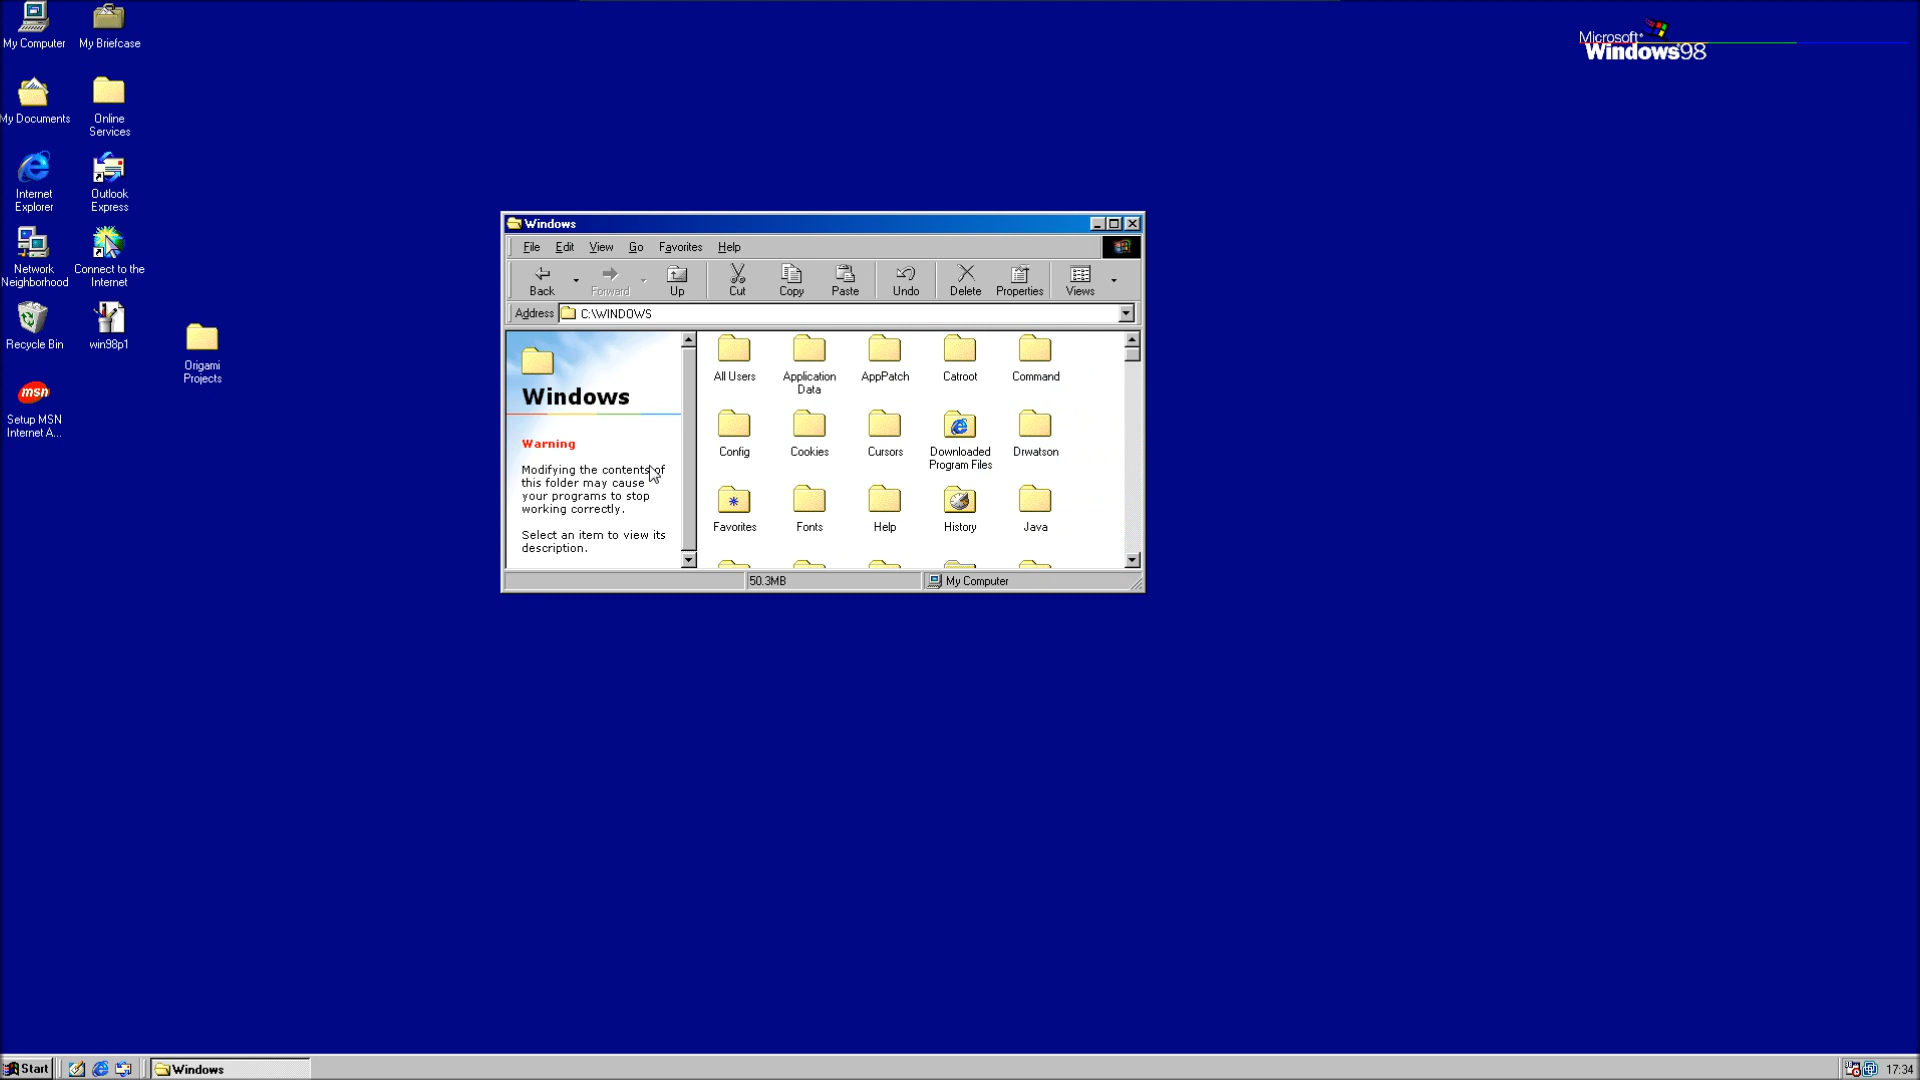 My Computer
My Briefcase
Microsoft
Windows 98
My Documents
Online
Services
Internet
Explorer
Outlook
Express
Network
Neighborhood
Connect to the
Internet
Recycle Bin
win98p1
Origami
Projects
msn
Setup MSN
Internet A...
Windows
File Edit View Go Favorites Help
Back Forward Up Cut Copy Paste Undo Delete Properties Views
Address C:\WINDOWS
Windows
Warning
Modifying the contents of
this folder may cause
your programs to stop
working correctly.
Select an item to view its
description.
All Users
Application
Data
AppPatch
Catroot
Command
Config
Cookies
Cursors
Downloaded
Program Files
Drwatson
Favorites
Fonts
Help
History
Java
50.3MB
My Computer
Start
Windows
17:34